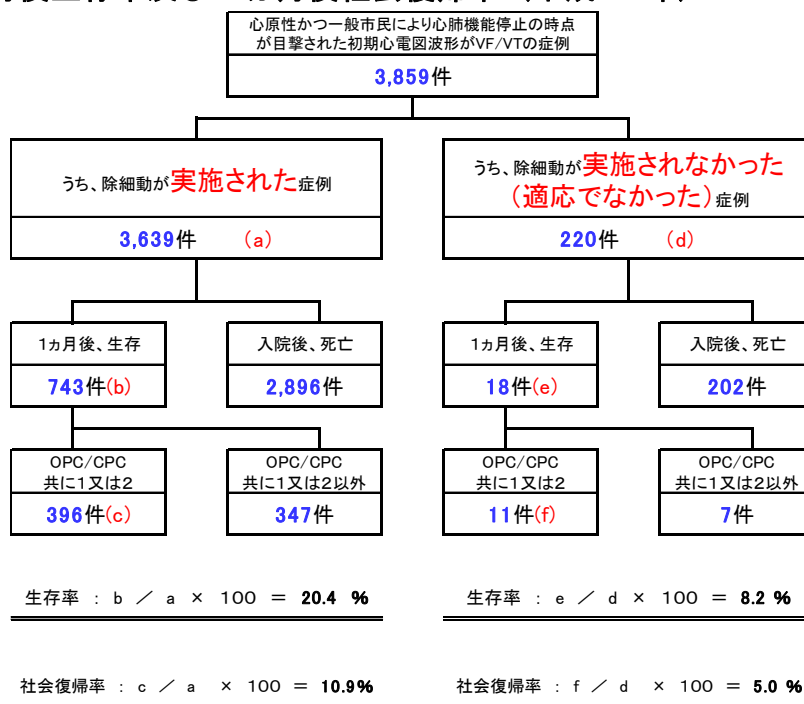 心原性かつ一般市民により心肺機能停止の時点
が目撃された初期心電図波形がVF/VTの症例
3,859件
うち、除細動が実施された症例
3,639件 (a)
うち、除細動が実施されなかった
(適応でなかった)症例
220件 (d)
1ヵ月後、生存
743件(b)
入院後、死亡
2,896件
1ヵ月後、生存
18件(e)
入院後、死亡
202件
OPC/CPC
共に1又は2
396件(c)
OPC/CPC
共に1又は2以外
347件
OPC/CPC
共に1又は2
11件(f)
OPC/CPC
共に1又は2以外
7件
生存率 : b / a × 100 = 20.4 %
生存率 : e / d × 100 = 8.2 %
社会復帰率 : c / a × 100 = 10.9%
社会復帰率 : f / d × 100 = 5.0 %